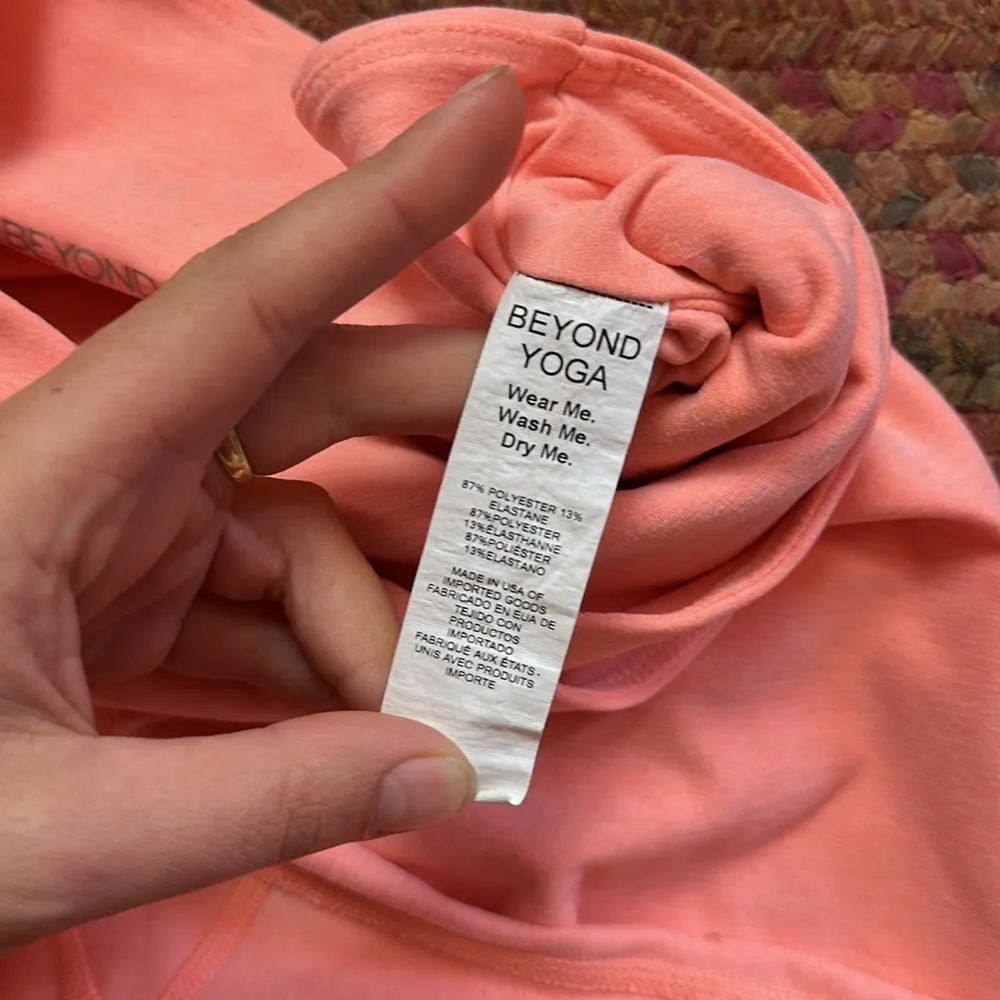 BEYOND
BEYOND
YOGA
Wear Me.
Wash Me.
Dry Me.
87% POLYESTER 13%
ELASTANE
87%POLYESTER
13%ÉLASTHANNE
87%POLIÉSTER
13%ELASTANO
MADE IN USA OF
IMPORTED GOODS
FABRICADO EN EUA DE
TEJIDO CON
PRODUCTOS
IMPORTADO
FABRIQUÉ AUX ÉTATS-
UNIS AVEC PRODUITS
IMPORTE